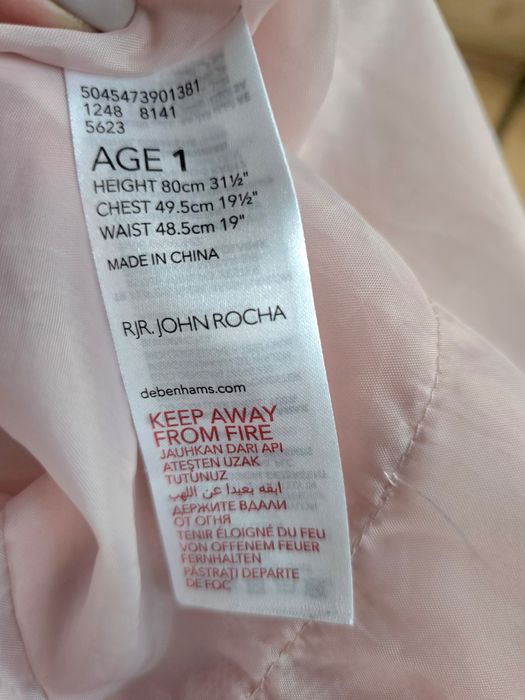 5045473901381
1248 8141
5623
AGE 1
HEIGHT 80cm 31½"
CHEST 49.5cm 19½"
WAIST 48.5cm 19"
MADE IN CHINA
RJR. JOHN ROCHA
debenhams.com
KEEP AWAY
FROM FIRE
JAUHKAN DARI API
ATEŞTEN UZAK
TUTUNUZ
ابقه بعيدا عن اللهب
ДЕРЖИТЕ ВДАЛИ
ОТ ОГНЯ
TENIR ÉLOIGNÉ DU FEU
VON OFFENEM FEUER
FERNHALTEN
PĂSTRAȚI DEPARTE
DE FOC